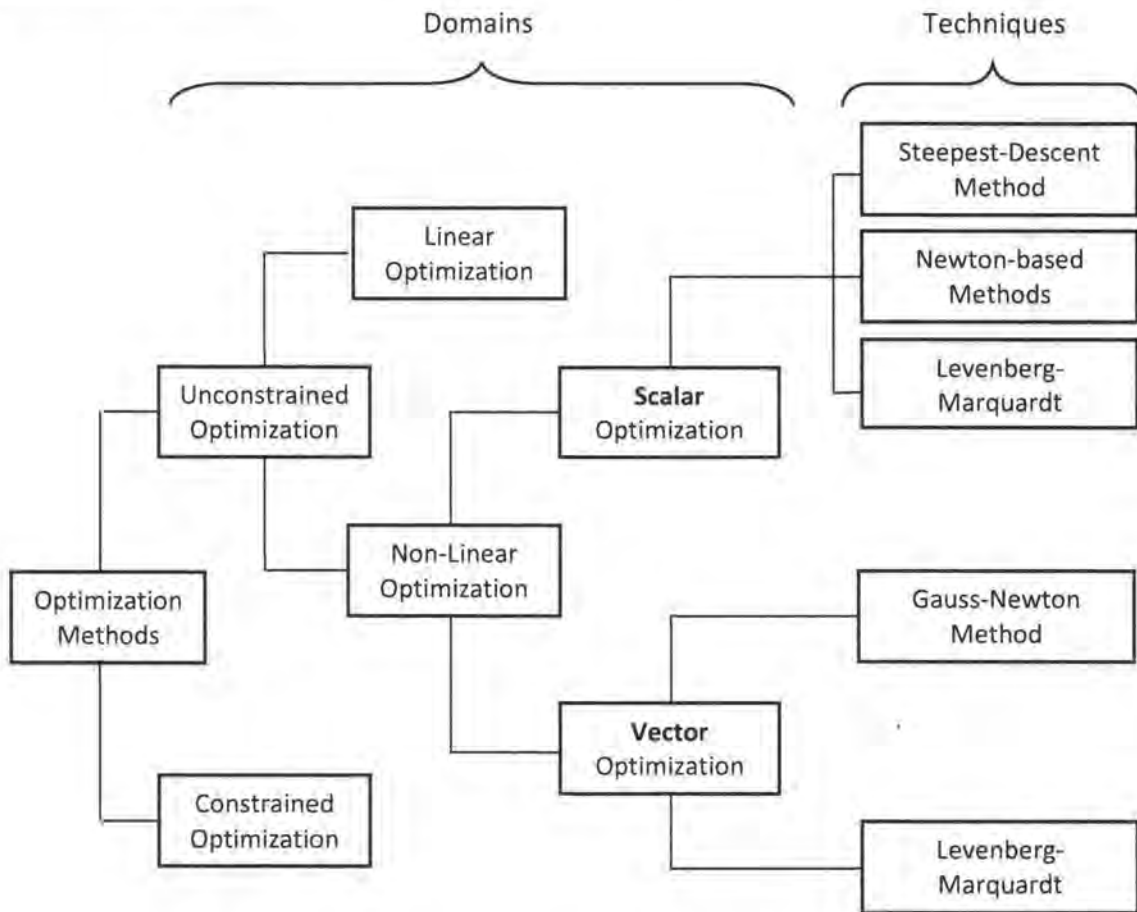 Domains
Techniques
Steepest-Descent
Method
Linear
Optimization
Newton-based
Methods
Unconstrained
Optimization
Scalar
Optimization
Levenberg-
Marquardt
Non-Linear
Optimization
Optimization
Methods
Gauss-Newton
Method
Vector
Optimization
Constrained
Optimization
Levenberg-
Marquardt